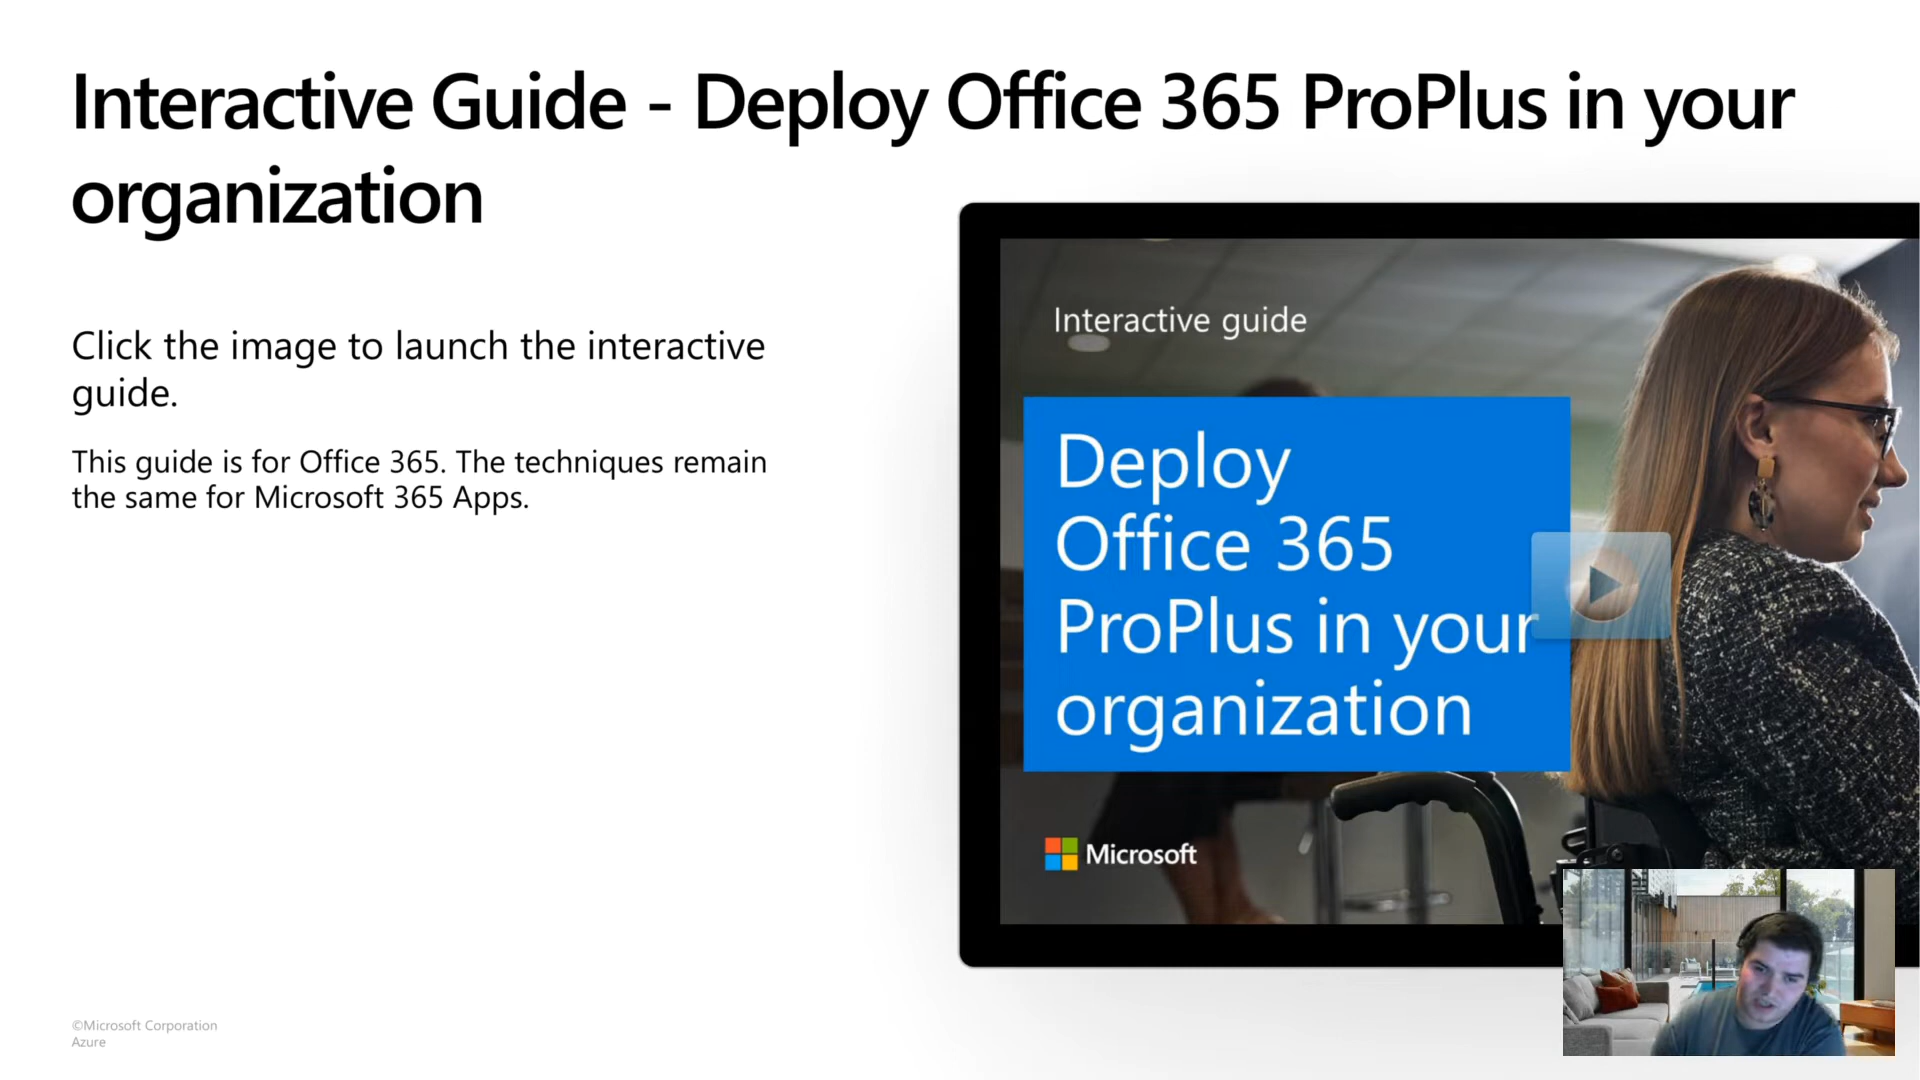 Interactive Guide - Deploy Office 365 ProPlus in your
organization
Click the image to launch the interactive
guide.
This guide is for Office 365. The techniques remain
the same for Microsoft 365 Apps.
Interactive guide
Deploy
Office 365
ProPlus in your
organization
Microsoft
©Microsoft Corporation
Azure